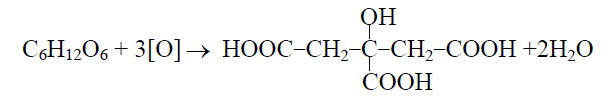 OH
C₆H₁₂O₆ + 3[O] → HOOC–CH₂–C–CH₂–COOH +2H₂O
COOH